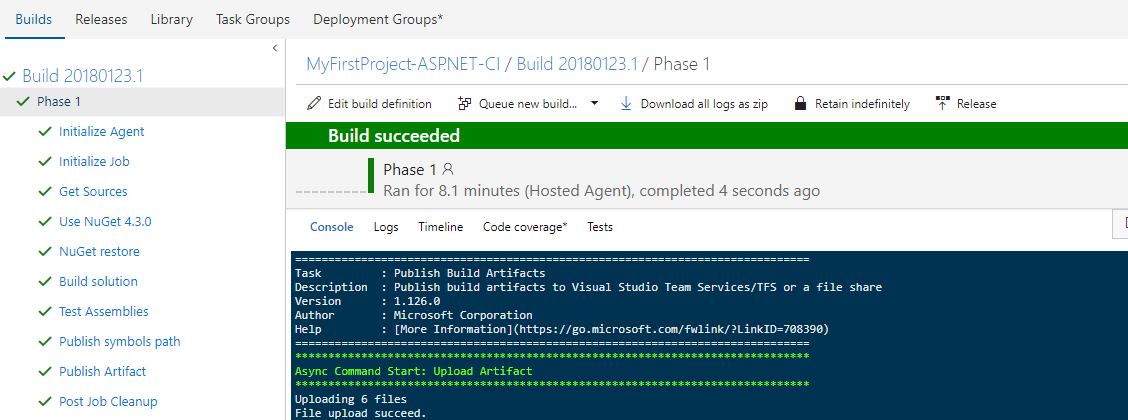 Builds Releases Library Task Groups Deployment Groups*
Build 20180123.1
Phase 1
Initialize Agent
Initialize Job
Get Sources
Use NuGet 4.3.0
NuGet restore
Build solution
Test Assemblies
Publish symbols path
Publish Artifact
Post Job Cleanup
MyFirstProject-ASP.NET-CI / Build 20180123.1 / Phase 1
Edit build definition Queue new build... Download all logs as zip Retain indefinitely Release
Build succeeded
Phase 1
Ran for 8.1 minutes (Hosted Agent), completed 4 seconds ago
Console Logs Timeline Code coverage* Tests
==============================================================================
Task : Publish Build Artifacts
Description : Publish build artifacts to Visual Studio Team Services/TFS or a file share
Version : 1.126.0
Author : Microsoft Corporation
Help : [More Information](https://go.microsoft.com/fwlink/?LinkID=708390)
==============================================================================
******************************************************************************
Async Command Start: Upload Artifact
******************************************************************************
Uploading 6 files
File upload succeed.